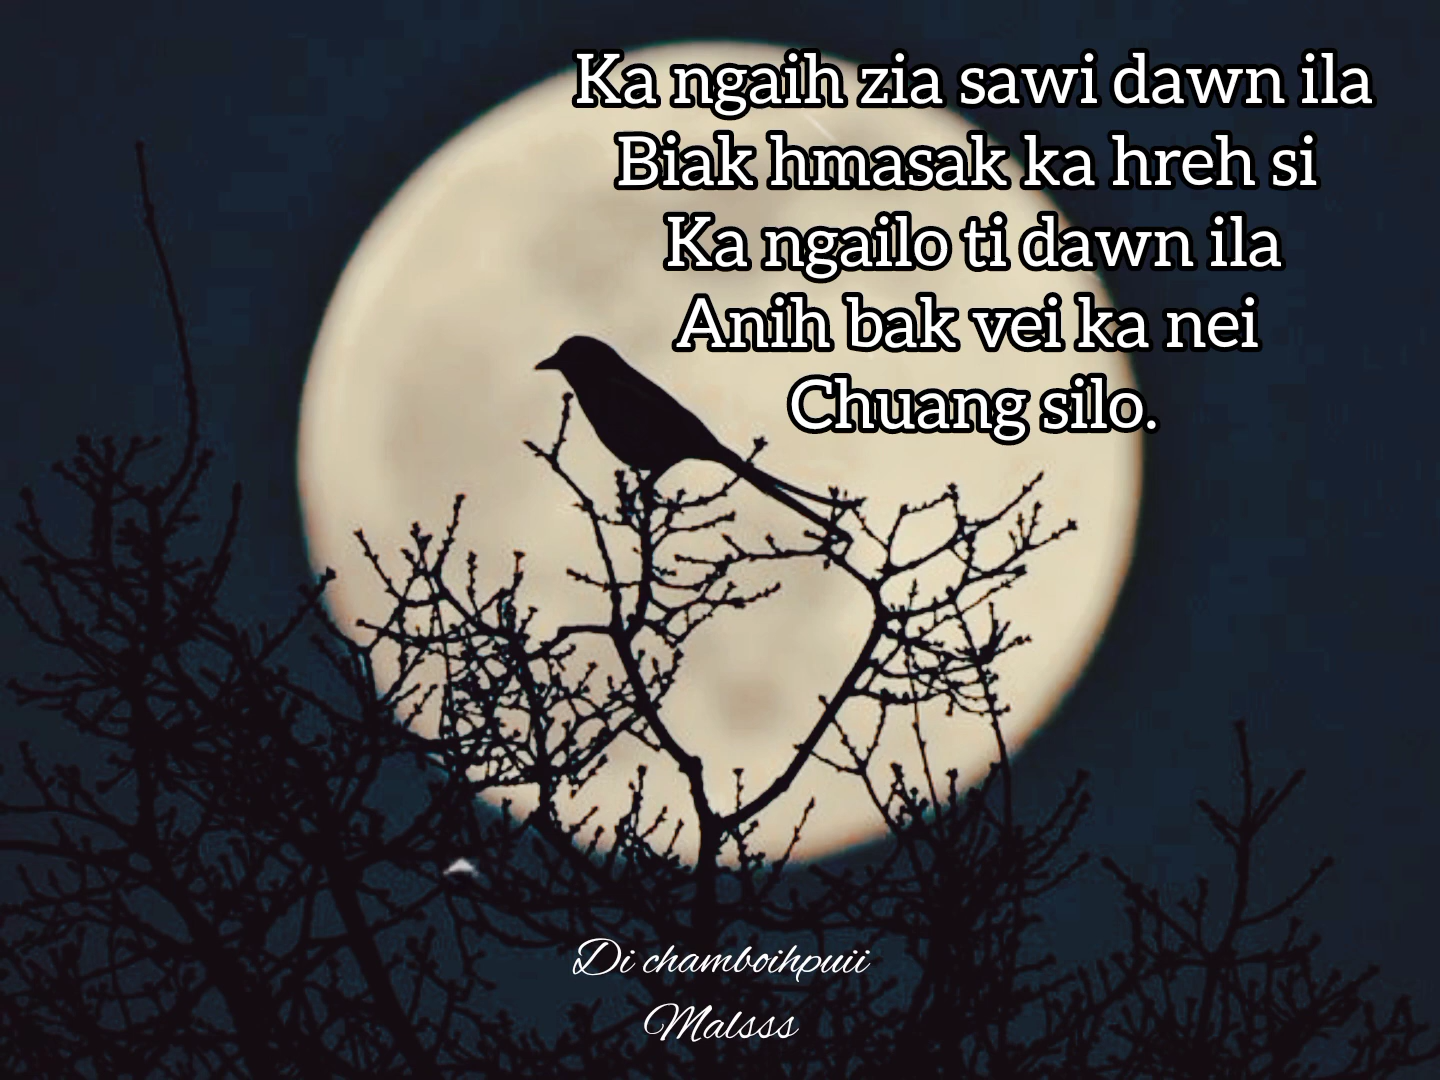 Ka ngaih zia sawi dawn ila
Biak hmasak ka hreh si
Ka ngailo ti dawn ila
Anih bak vei ka nei
Chuang silo.
Di chamboihpuii
Malsss